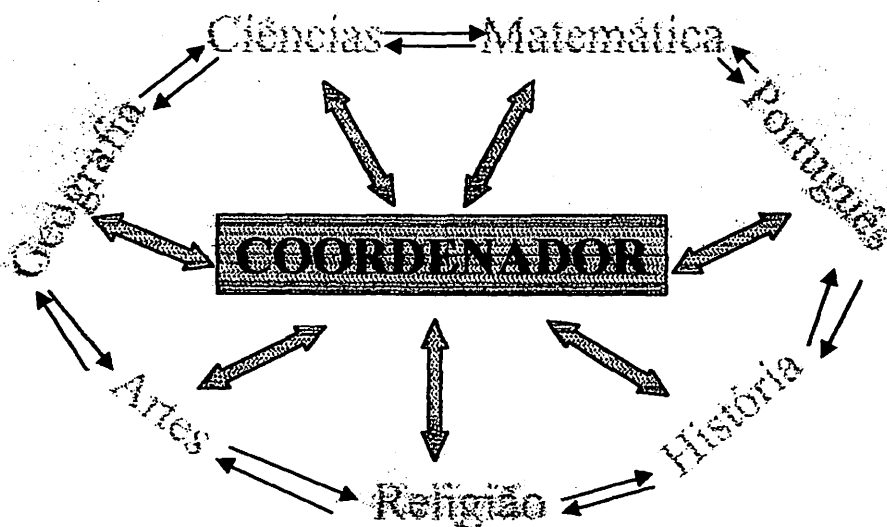 Ciências
Matemática
Geografia
Português
COORDENADOR
Artes
História
Religião